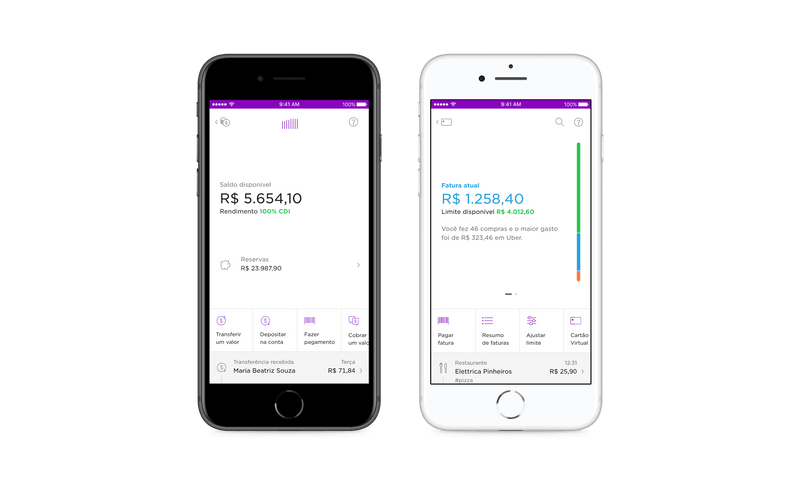 9:41 AM
100%
Saldo disponível
R$ 5.654,10
Rendimento 100% CDI
Reservas
R$ 23.987,90
Transferir
um valor
Depositar
na conta
Fazer
pagamento
Cobrar
um valor
Transferência recebida
Terça
Maria Beatriz Souza
R$ 71,84
9:41 AM
100%
Fatura atual
R$ 1.258,40
Limite disponível R$ 4.012,60
Você fez 46 compras e o maior gasto
foi de R$ 323,46 em Uber.
Pagar
fatura
Resumo
de faturas
Ajustar
limite
Cartão
Virtual
Restaurante
12:31
Elettrica Pinheiros
R$ 25,90
#pizza